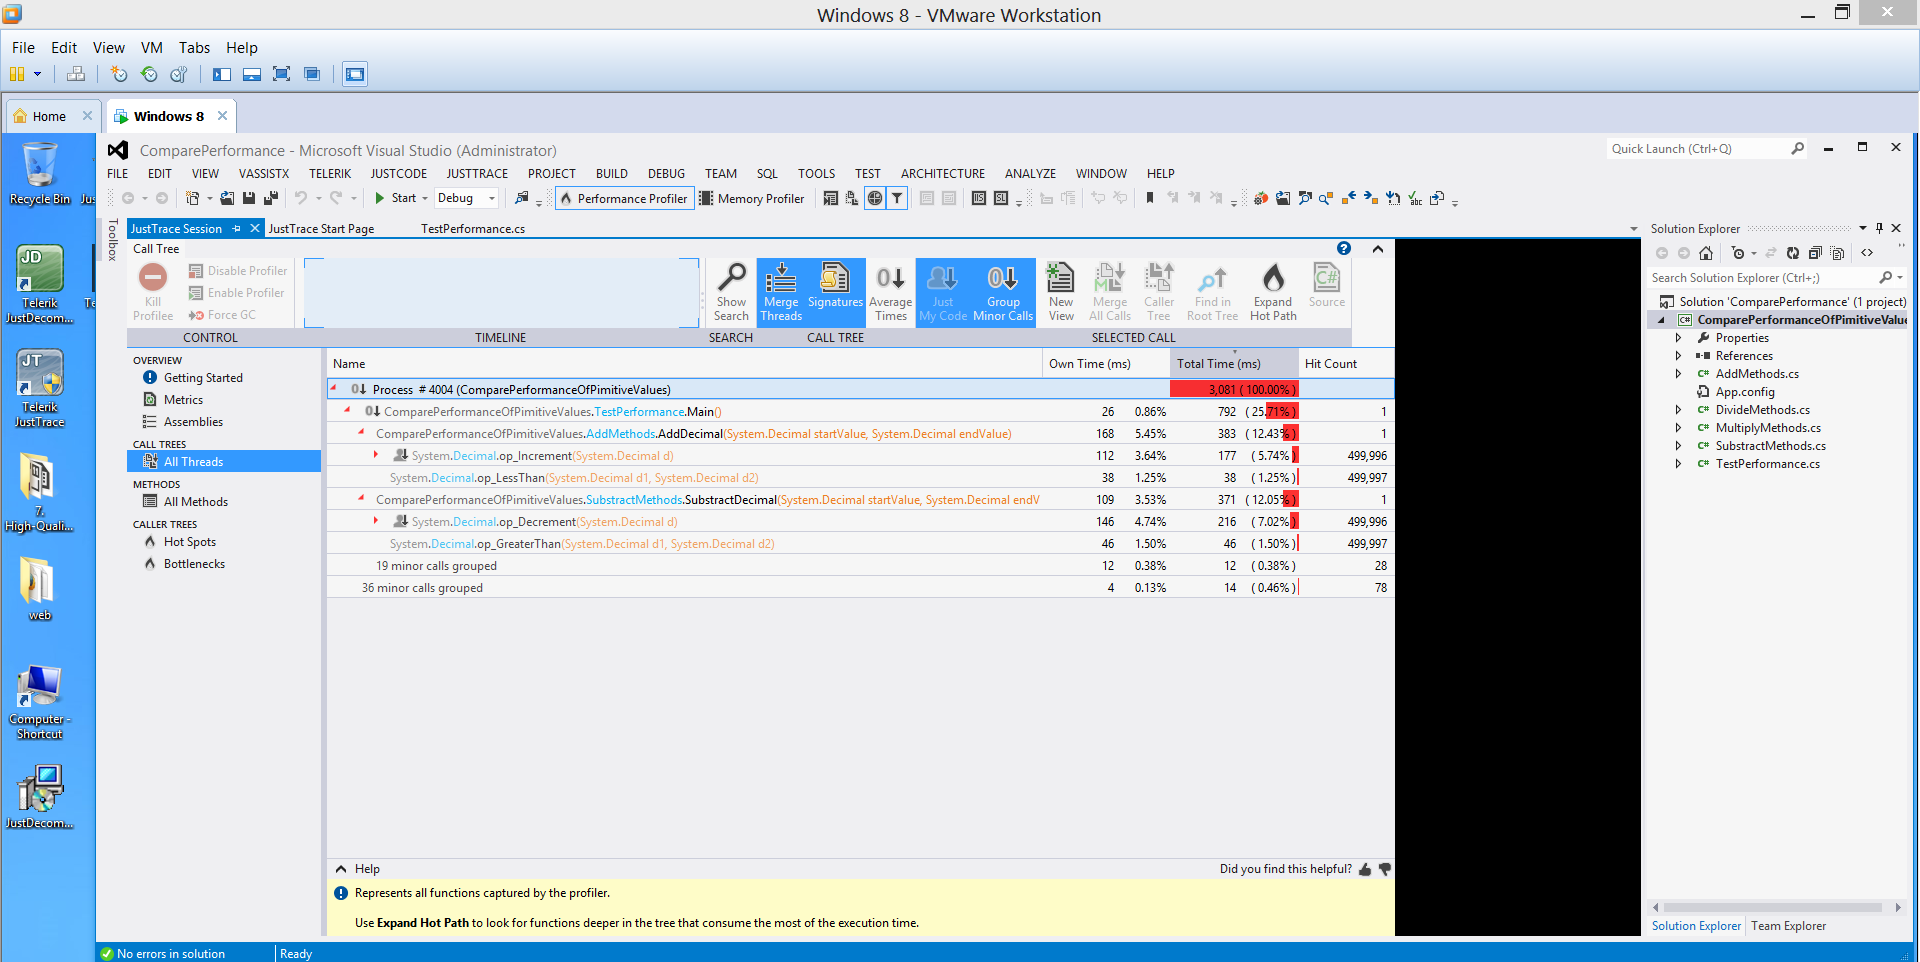 Windows 8 - VMware Workstation
File Edit View VM Tabs Help
Home
Windows 8
ComparePerformance - Microsoft Visual Studio (Administrator)
Quick Launch (Ctrl+Q)
FILE EDIT VIEW VASSISTX TELERIK JUSTCODE JUSTTRACE PROJECT BUILD DEBUG TEAM SQL TOOLS TEST ARCHITECTURE ANALYZE WINDOW HELP
Start Debug Performance Profiler Memory Profiler
Recycle Bin
Jus
Telerik
JustDecom...
Te
Telerik
JustTrace
7.
High-Quali...
web
Computer -
Shortcut
JustDecom...
Toolbox
JustTrace Session
JustTrace Start Page
TestPerformance.cs
Call Tree
Kill
Profilee
Disable Profiler
Enable Profiler
Force GC
CONTROL
TIMELINE
Show
Search
SEARCH
Merge
Threads
Signatures
Average
Times
Just
My Code
Group
Minor Calls
CALL TREE
New
View
Merge
All Calls
Caller
Tree
Find in
Root Tree
Expand
Hot Path
Source
SELECTED CALL
OVERVIEW
Getting Started
Metrics
Assemblies
CALL TREES
All Threads
METHODS
All Methods
CALLER TREES
Hot Spots
Bottlenecks
Name Own Time (ms) Total Time (ms) Hit Count
Process # 4004 (ComparePerformanceOfPimitiveValues) 3,081 ( 100.00% )
ComparePerformanceOfPimitiveValues.TestPerformance.Main() 26 0.86% 792 ( 25.71% ) 1
ComparePerformanceOfPimitiveValues.AddMethods.AddDecimal(System.Decimal startValue, System.Decimal endValue) 168 5.45% 383 ( 12.43% ) 1
System.Decimal.op_Increment(System.Decimal d) 112 3.64% 177 ( 5.74% ) 499,996
System.Decimal.op_LessThan(System.Decimal d1, System.Decimal d2) 38 1.25% 38 ( 1.25% ) 499,997
ComparePerformanceOfPimitiveValues.SubstractMethods.SubstractDecimal(System.Decimal startValue, System.Decimal endV 109 3.53% 371 ( 12.05% ) 1
System.Decimal.op_Decrement(System.Decimal d) 146 4.74% 216 ( 7.02% ) 499,996
System.Decimal.op_GreaterThan(System.Decimal d1, System.Decimal d2) 46 1.50% 46 ( 1.50% ) 499,997
19 minor calls grouped 12 0.38% 12 ( 0.38% ) 28
36 minor calls grouped 4 0.13% 14 ( 0.46% ) 78
Help
Did you find this helpful?
Represents all functions captured by the profiler.
Use Expand Hot Path to look for functions deeper in the tree that consume the most of the execution time.
Solution Explorer
Search Solution Explorer (Ctrl+;)
Solution 'ComparePerformance' (1 project)
ComparePerformanceOfPimitiveValue
Properties
References
AddMethods.cs
App.config
DivideMethods.cs
MultiplyMethods.cs
SubstractMethods.cs
TestPerformance.cs
Solution Explorer Team Explorer
No errors in solution
Ready